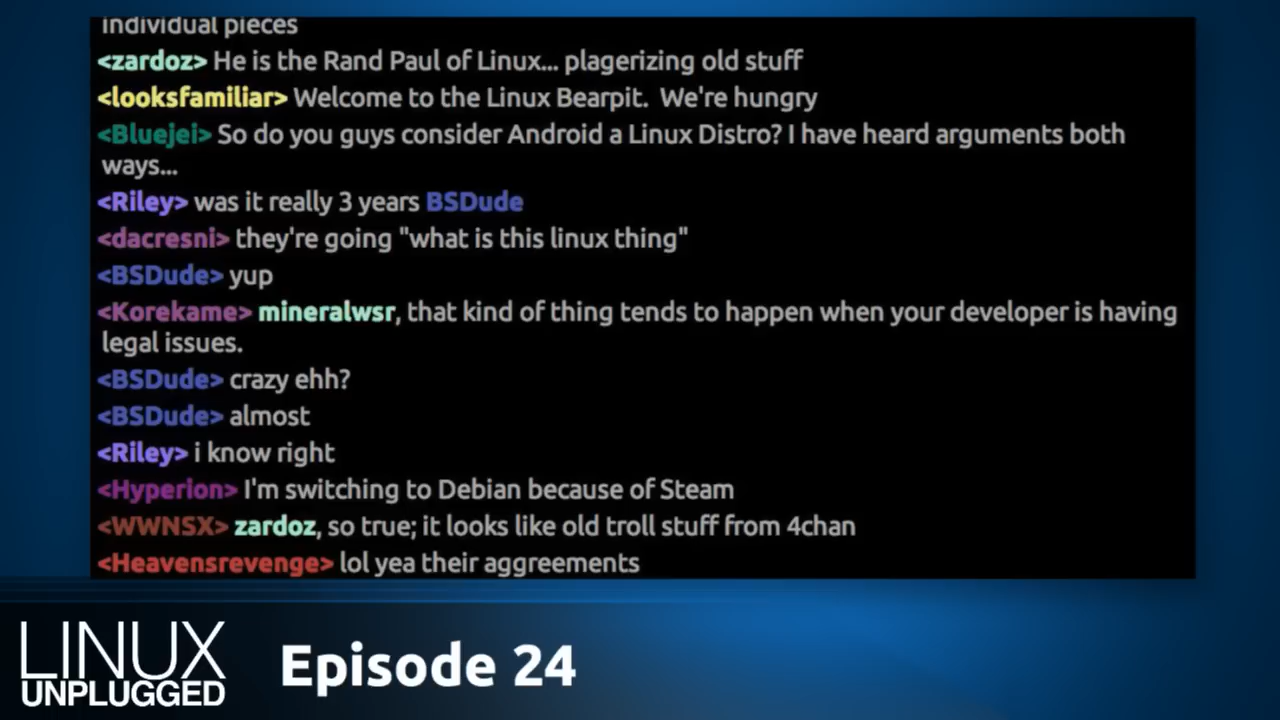 individual pieces
<zardoz> He is the Rand Paul of Linux... plagerizing old stuff
<looksfamiliar> Welcome to the Linux Bearpit. We're hungry
<Bluejei> So do you guys consider Android a Linux Distro? I have heard arguments both
ways...
<Riley> was it really 3 years BSDude
<dacresni> they're going "what is this linux thing"
<BSDude> yup
<Korekame> mineralwsr, that kind of thing tends to happen when your developer is having
legal issues.
<BSDude> crazy ehh?
<BSDude> almost
<Riley> i know right
<Hyperion> I'm switching to Debian because of Steam
<WWNSX> zardoz, so true; it looks like old troll stuff from 4chan
<Heavensrevenge> lol yea their aggreements
LINUX
UNPLUGGED
Episode 24